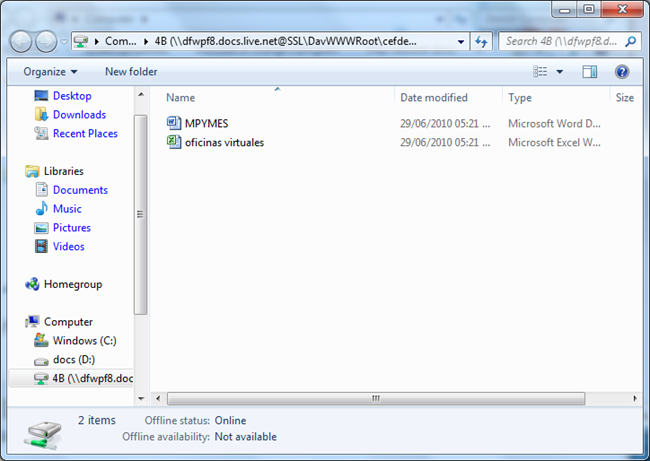 Com... 4B (\\dfwpf8.docs.live.net@SSL\DavWWWRoot\cefde... Search 4B (\\dfwpf8.d...
Organize New folder
Desktop
Downloads
Recent Places
Libraries
Documents
Music
Pictures
Videos
Homegroup
Computer
Windows (C:)
docs (D:)
4B (\\dfwpf8.doc
Name Date modified Type Size
MPYMES 29/06/2010 05:21 ... Microsoft Word D...
oficinas virtuales 29/06/2010 05:21 ... Microsoft Excel W...
2 items Offline status: Online
Offline availability: Not available